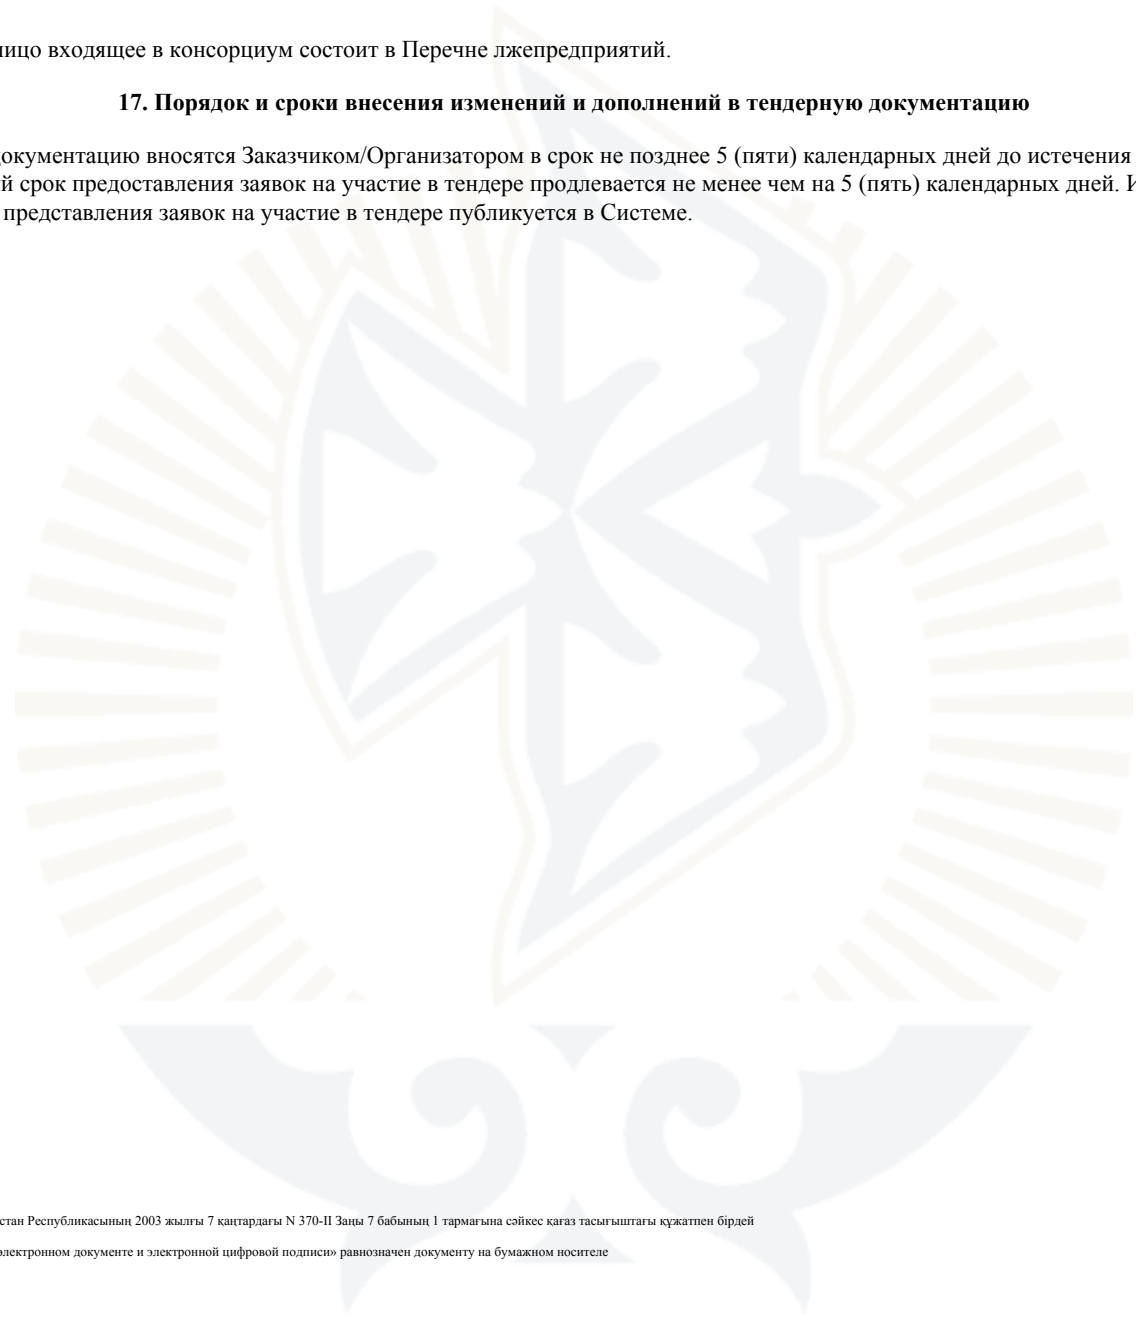 лицо входящее в консорциум состоит в Перечне лжепредприятий.
17. Порядок и сроки внесения изменений и дополнений в тендерную документацию
документацию вносятся Заказчиком/Организатором в срок не позднее 5 (пяти) календарных дней до истечения
й срок предоставления заявок на участие в тендере продлевается не менее чем на 5 (пять) календарных дней. И
представления заявок на участие в тендере публикуется в Системе.
стан Республикасының 2003 жылғы 7 қаңтардағы N 370-II Заңы 7 бабының 1 тармағына сәйкес қағаз тасығыштағы құжатпен бірдей
электронном документе и электронной цифровой подписи» равнозначен документу на бумажном носителе